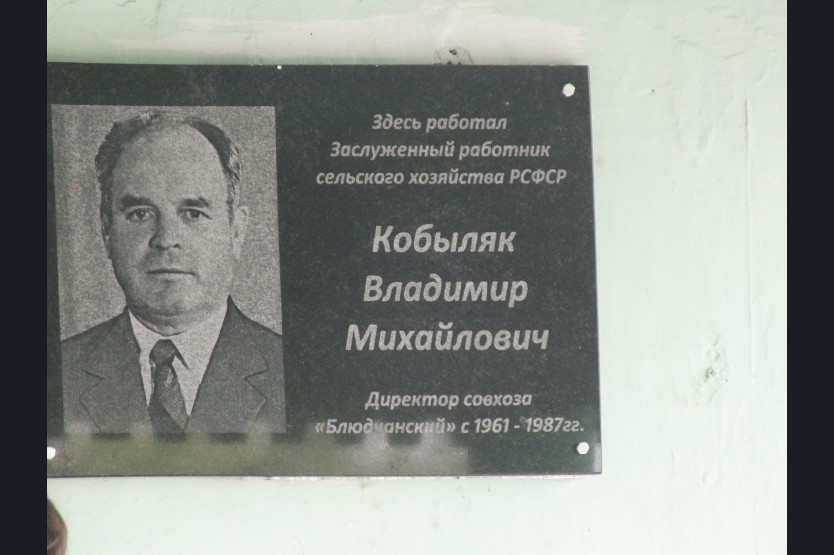 Здесь работал
Заслуженный работник
сельского хозяйства РСФСР
Кобыляк
Владимир
Михайлович
Директор совхоза
«Блюдчанский» с 1961 - 1987гг.